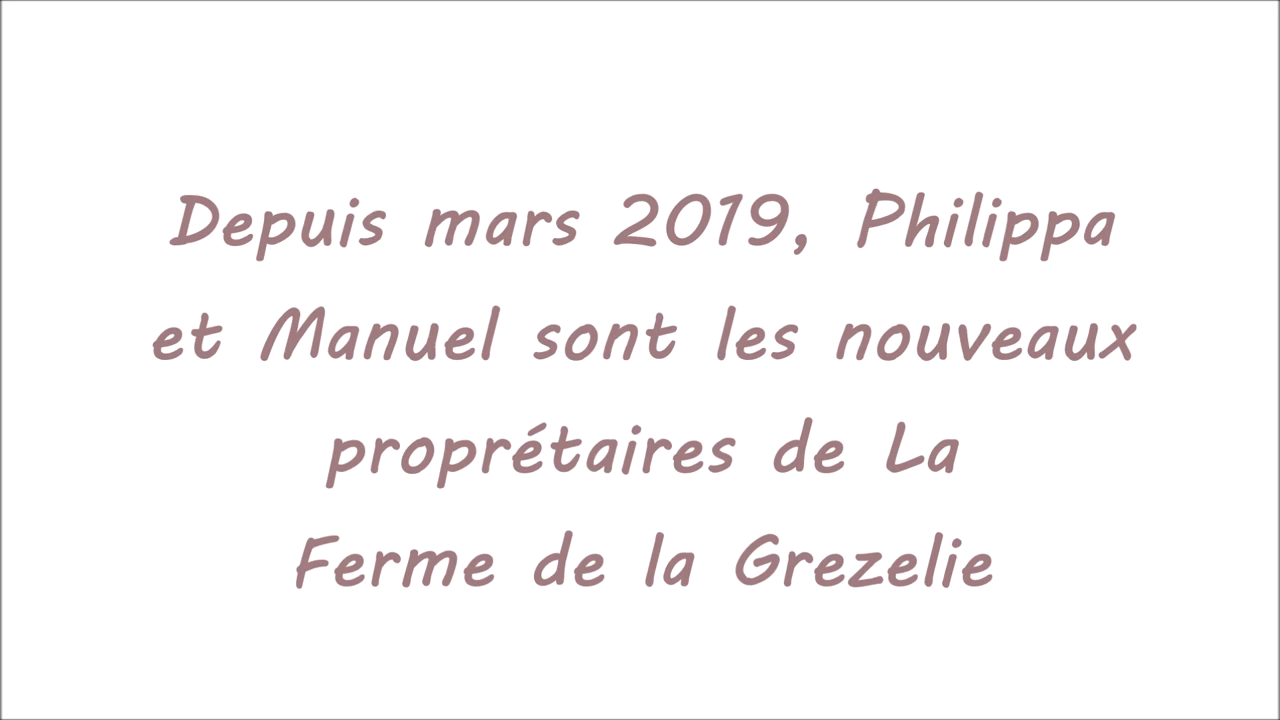 Depuis mars 2019, Philippa
et Manuel sont les nouveaux
proprétaires de La
Ferme de la Grezelie